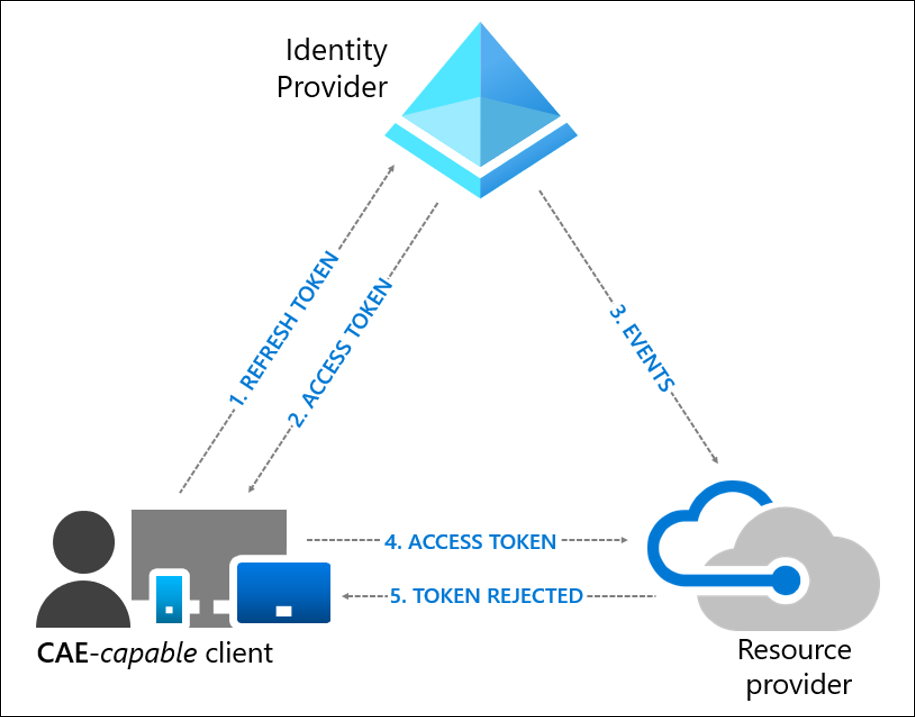 Identity
Provider
1. REFRESH TOKEN
2. ACCESS TOKEN
3. EVENTS
4. ACCESS TOKEN
5. TOKEN REJECTED
CAE-capable client
Resource
provider